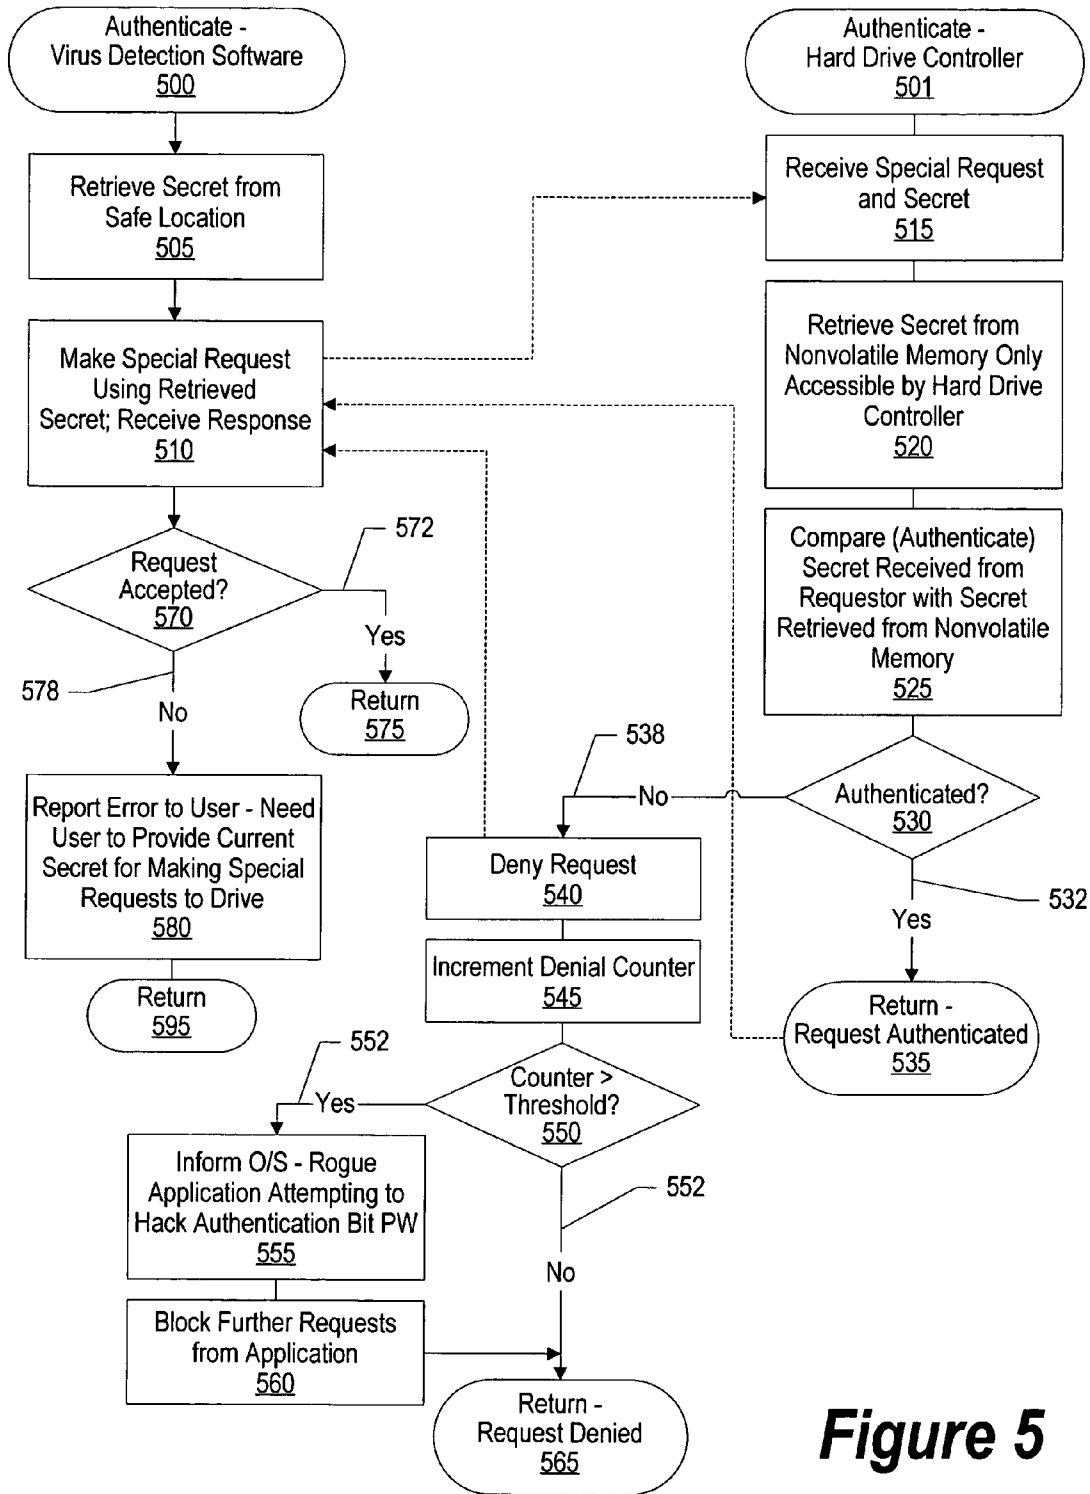 Authenticate -
Virus Detection Software
500
Retrieve Secret from
Safe Location
505
Make Special Request
Using Retrieved
Secret; Receive Response
510
Request
Accepted?
570
572
Yes
Return
575
578
No
Report Error to User - Need
User to Provide Current
Secret for Making Special
Requests to Drive
580
Return
595
Authenticate -
Hard Drive Controller
501
Receive Special Request
and Secret
515
Retrieve Secret from
Nonvolatile Memory Only
Accessible by Hard Drive
Controller
520
Compare (Authenticate)
Secret Received from
Requestor with Secret
Retrieved from Nonvolatile
Memory
525
Authenticated?
530
532
Yes
Return -
Request Authenticated
535
538
No
Deny Request
540
Increment Denial Counter
545
Counter >
Threshold?
550
552
Yes
Inform O/S - Rogue
Application Attempting to
Hack Authentication Bit PW
555
Block Further Requests
from Application
560
552
No
Return -
Request Denied
565
Figure 5